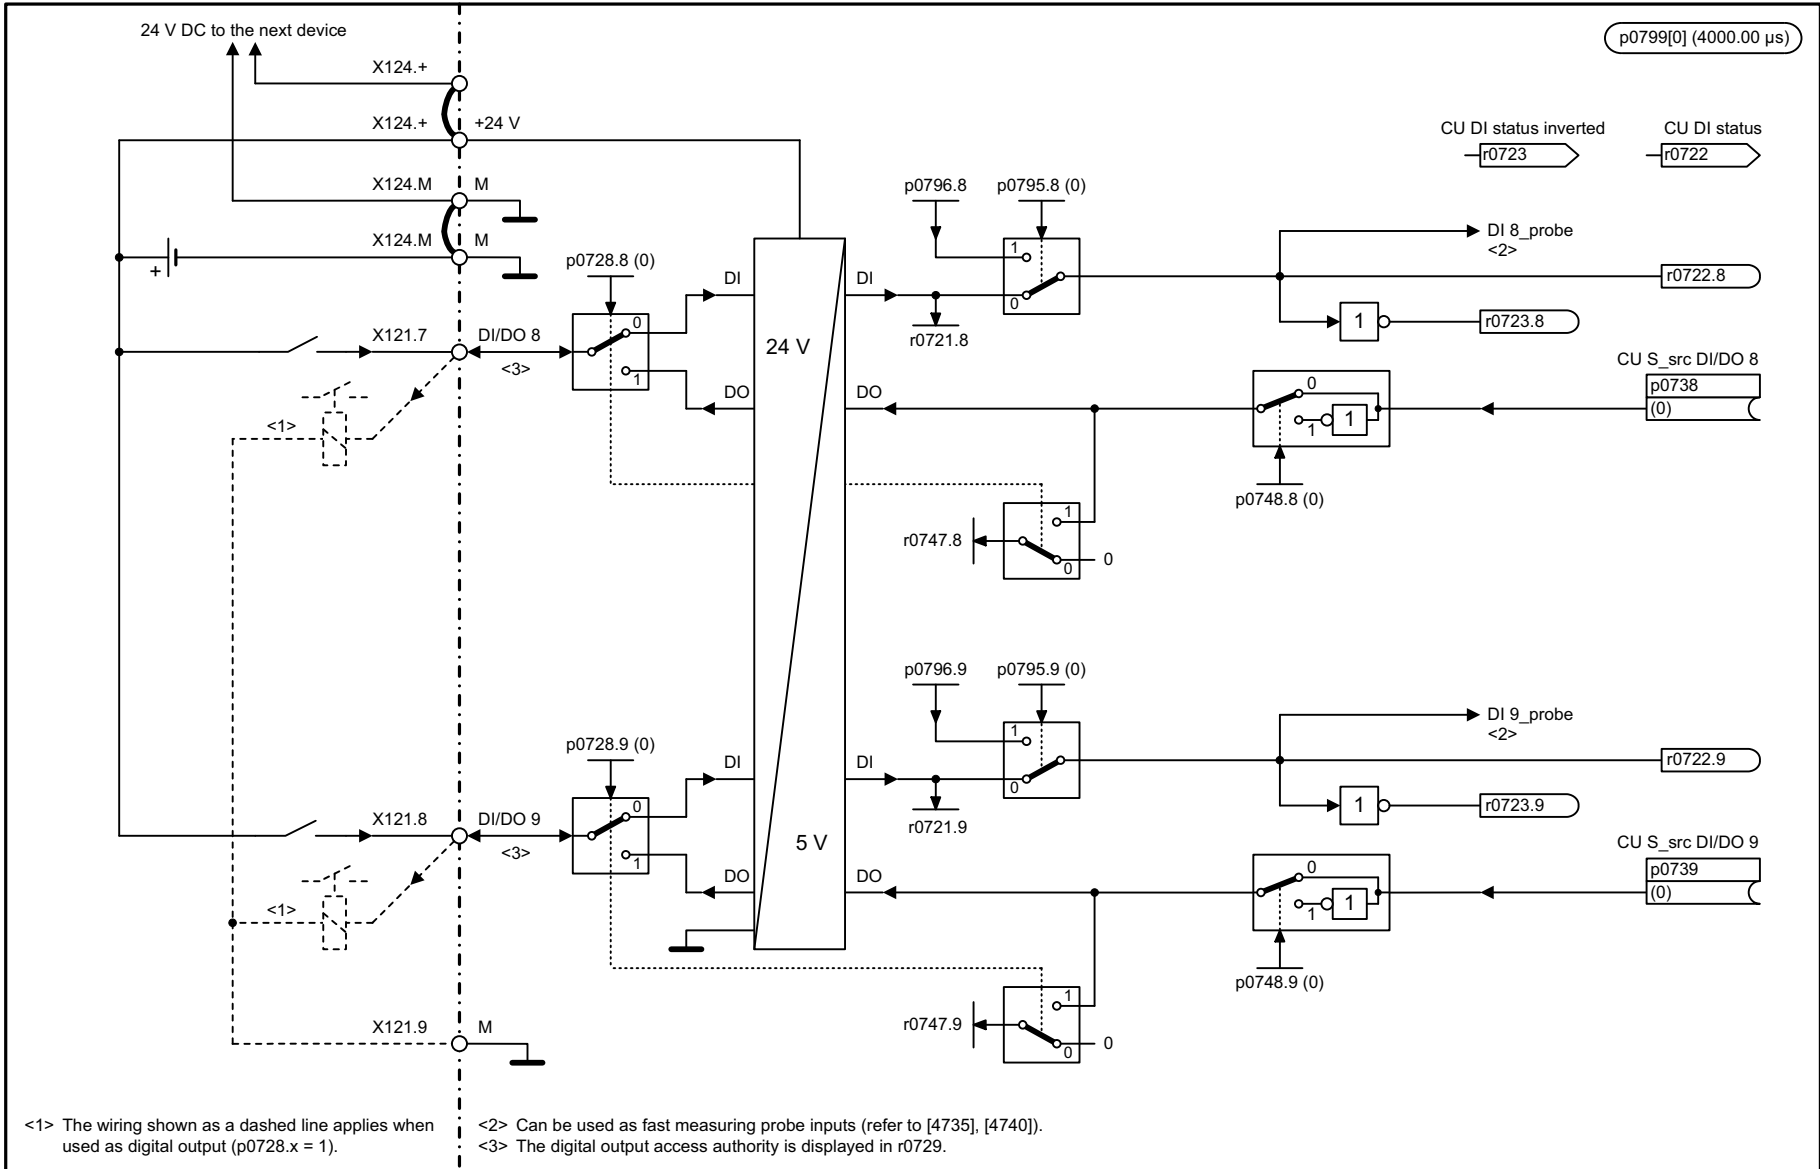 24 V DC to the next device
p0799[0] (4000.00 µs)
X124.+
X124.+
+24 V
CU DI status inverted
CU DI status
r0723
r0722
X124.M
M
p0796.8
p0795.8 (0)
X124.M
M
+
p0728.8 (0)
DI
DI
1
0
DI 8_probe
<2>
r0722.8
r0721.8
1
r0723.8
X121.7
DI/DO 8
<3>
0
1
24 V
CU S_src DI/DO 8
p0738
(0)
DO
DO
0
1
1
<1>
p0748.8 (0)
r0747.8
1
0
0
p0796.9
p0795.9 (0)
p0728.9 (0)
DI
DI
1
0
DI 9_probe
<2>
r0722.9
r0721.9
1
r0723.9
X121.8
DI/DO 9
<3>
0
1
5 V
CU S_src DI/DO 9
p0739
(0)
DO
DO
0
1
1
<1>
p0748.9 (0)
r0747.9
1
0
0
X121.9
M
<1> The wiring shown as a dashed line applies when
used as digital output (p0728.x = 1).
<2> Can be used as fast measuring probe inputs (refer to [4735], [4740]).
<3> The digital output access authority is displayed in r0729.